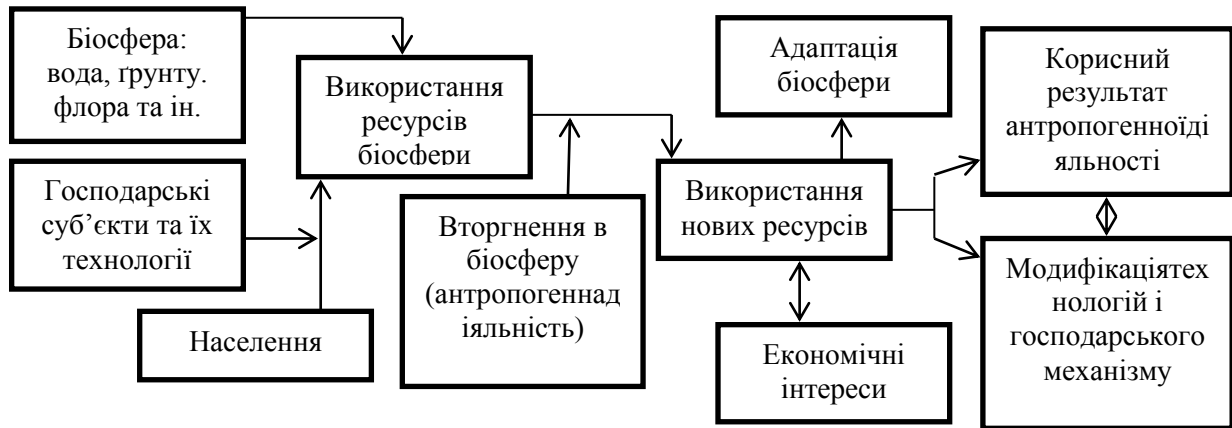 Біосфера:
вода, ґрунту.
флора та ін.
Господарські
суб’єкти та їх
технології
Населення
Використання
ресурсів
біосфери
Вторгнення в
біосферу
(антропогеннад
іяльність)
Адаптація
біосфери
Використання
нових ресурсів
Економічні
інтереси
Корисний
результат
антропогенноїді
яльності
Модифікаціятех
нологій і
господарського
механізму